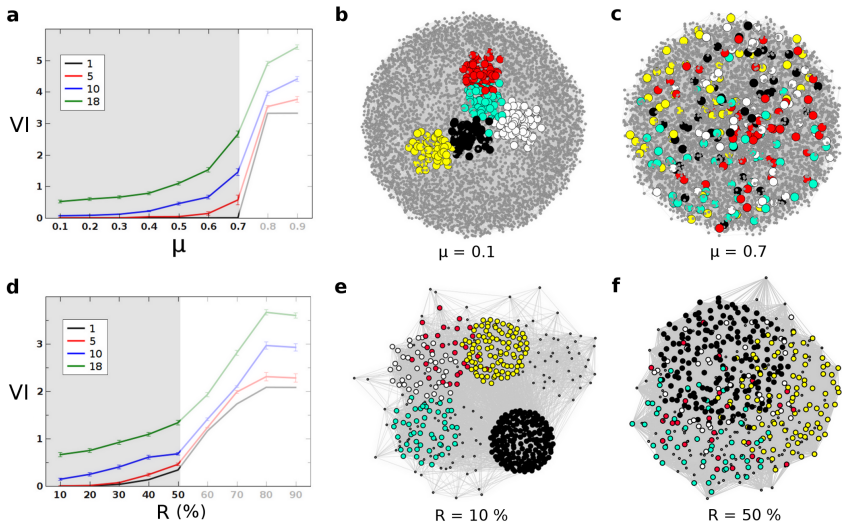 a
VI
5
4
3
2
1
0
1
5
10
18
0.1 0.2 0.3 0.4 0.5 0.6 0.7 0.8 0.9
μ
b
μ = 0.1
c
μ = 0.7
d
VI
3
2
1
0
1
5
10
18
10 20 30 40 50 60 70 80 90
R (%)
e
R = 10 %
f
R = 50 %